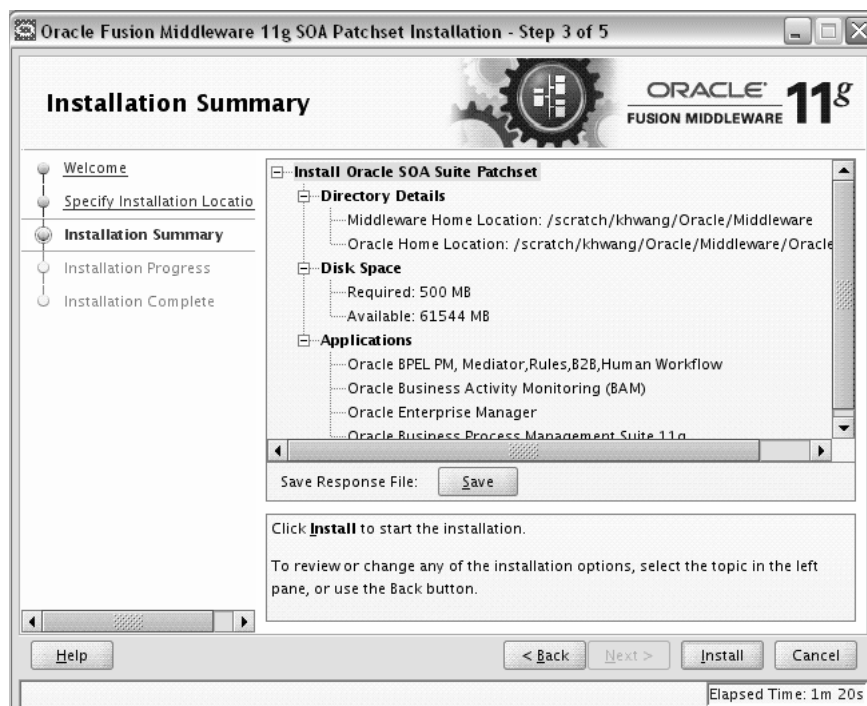 Oracle Fusion Middleware 11g SOA Patchset Installation - Step 3 of 5
Installation Summary
ORACLE
FUSION MIDDLEWARE
11g
Welcome
Specify Installation Locatio
Installation Summary
Installation Progress
Installation Complete
Install Oracle SOA Suite Patchset
Directory Details
Middleware Home Location: /scratch/khwang/Oracle/Middleware
Oracle Home Location: /scratch/khwang/Oracle/Middleware/Oracle
Disk Space
Required: 500 MB
Available: 61544 MB
Applications
Oracle BPEL PM, Mediator,Rules,B2B,Human Workflow
Oracle Business Activity Monitoring (BAM)
Oracle Enterprise Manager
Oracle Business Process Management Suite 11g
Save Response File:
Save
Click Install to start the installation.
To review or change any of the installation options, select the topic in the left
pane, or use the Back button.
Help
< Back
Next >
Install
Cancel
Elapsed Time: 1m 20s